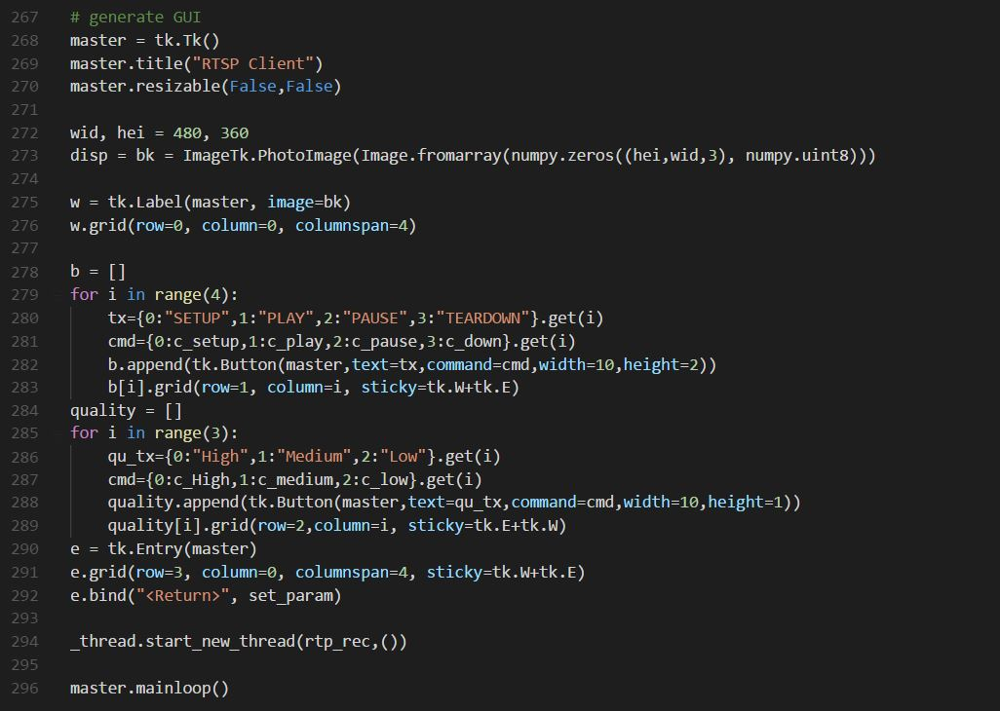 267 # generate GUI
268 master = tk.Tk()
269 master.title("RTSP Client")
270 master.resizable(False,False)
271
272 wid, hei = 480, 360
273 disp = bk = ImageTk.PhotoImage(Image.fromarray(numpy.zeros((hei,wid,3), numpy.uint8)))
274
275 w = tk.Label(master, image=bk)
276 w.grid(row=0, column=0, columnspan=4)
277
278 b = []
279 for i in range(4):
280     tx={0:"SETUP",1:"PLAY",2:"PAUSE",3:"TEARDOWN"}.get(i)
281     cmd={0:c_setup,1:c_play,2:c_pause,3:c_down}.get(i)
282     b.append(tk.Button(master,text=tx,command=cmd,width=10,height=2))
283     b[i].grid(row=1, column=i, sticky=tk.W+tk.E)
284 quality = []
285 for i in range(3):
286     qu_tx={0:"High",1:"Medium",2:"Low"}.get(i)
287     cmd={0:c_High,1:c_medium,2:c_low}.get(i)
288     quality.append(tk.Button(master,text=qu_tx,command=cmd,width=10,height=1))
289     quality[i].grid(row=2,column=i, sticky=tk.E+tk.W)
290 e = tk.Entry(master)
291 e.grid(row=3, column=0, columnspan=4, sticky=tk.W+tk.E)
292 e.bind("<Return>", set_param)
293
294 _thread.start_new_thread(rtp_rec,())
295
296 master.mainloop()